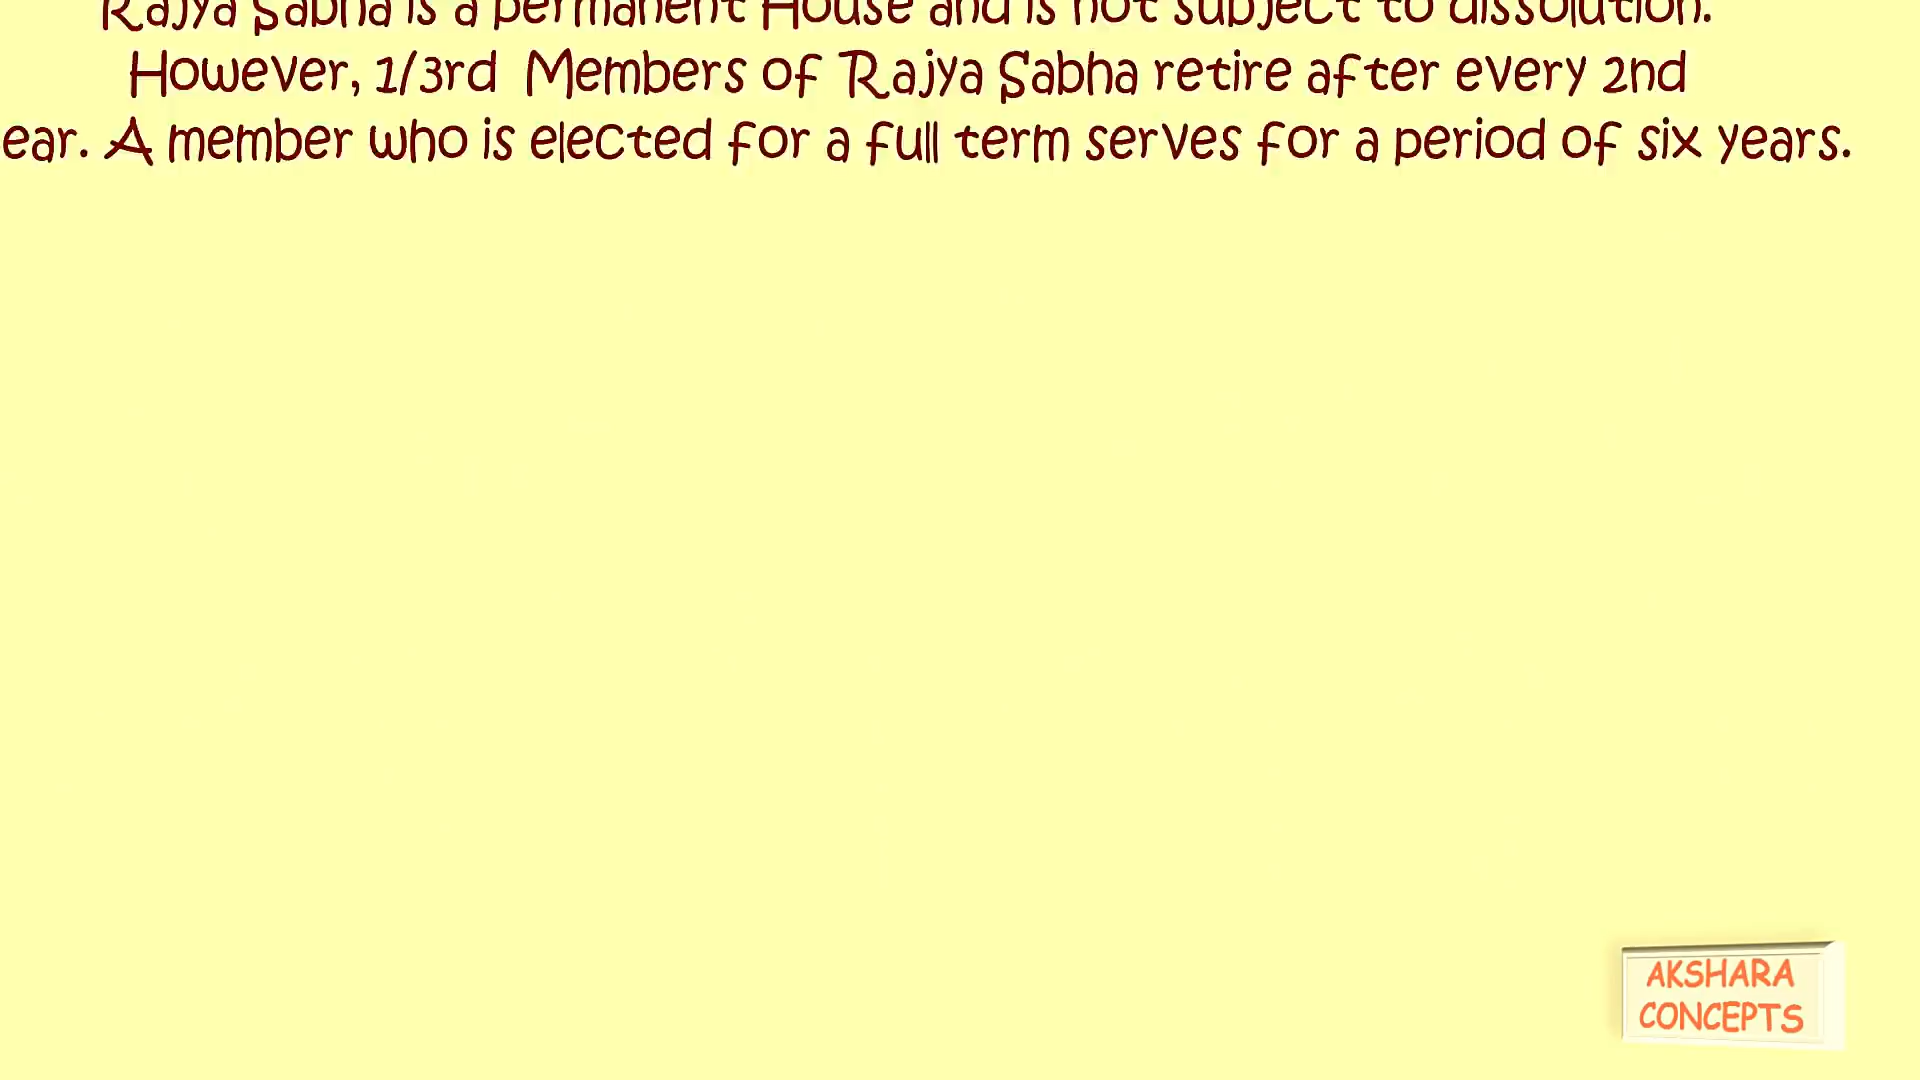 Rajya Sabha is a permanent House and is not subject to dissolution.
However, 1/3rd Members of Rajya Sabha retire after every 2nd
ear. A member who is elected for a full term serves for a period of six years.
AKSHARA
CONCEPTS